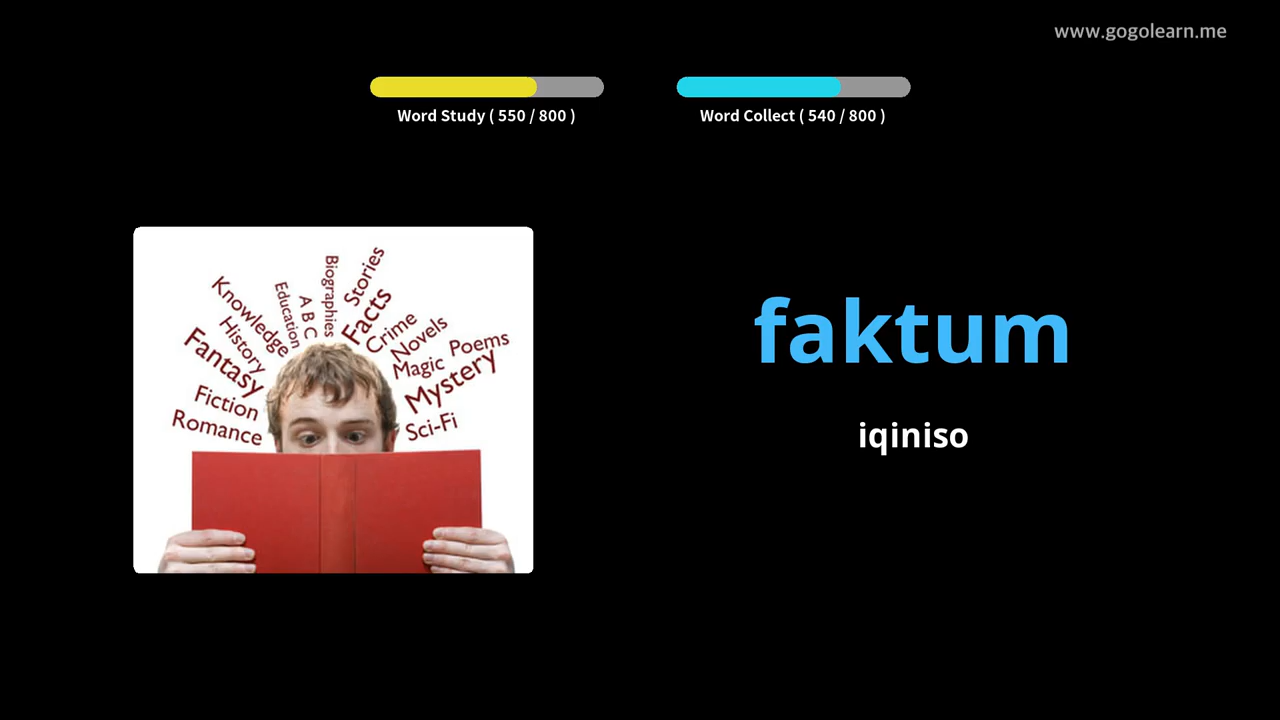 www.gogolearn.me
Word Study ( 550 / 800 )
Word Collect ( 540 / 800 )
Stories
Biographies
Facts
Education
A B C
Knowledge
Crime
Novels
History
Poems
Magic
Fantasy
Mystery
Fiction
Romance
Sci-Fi
faktum
iqiniso